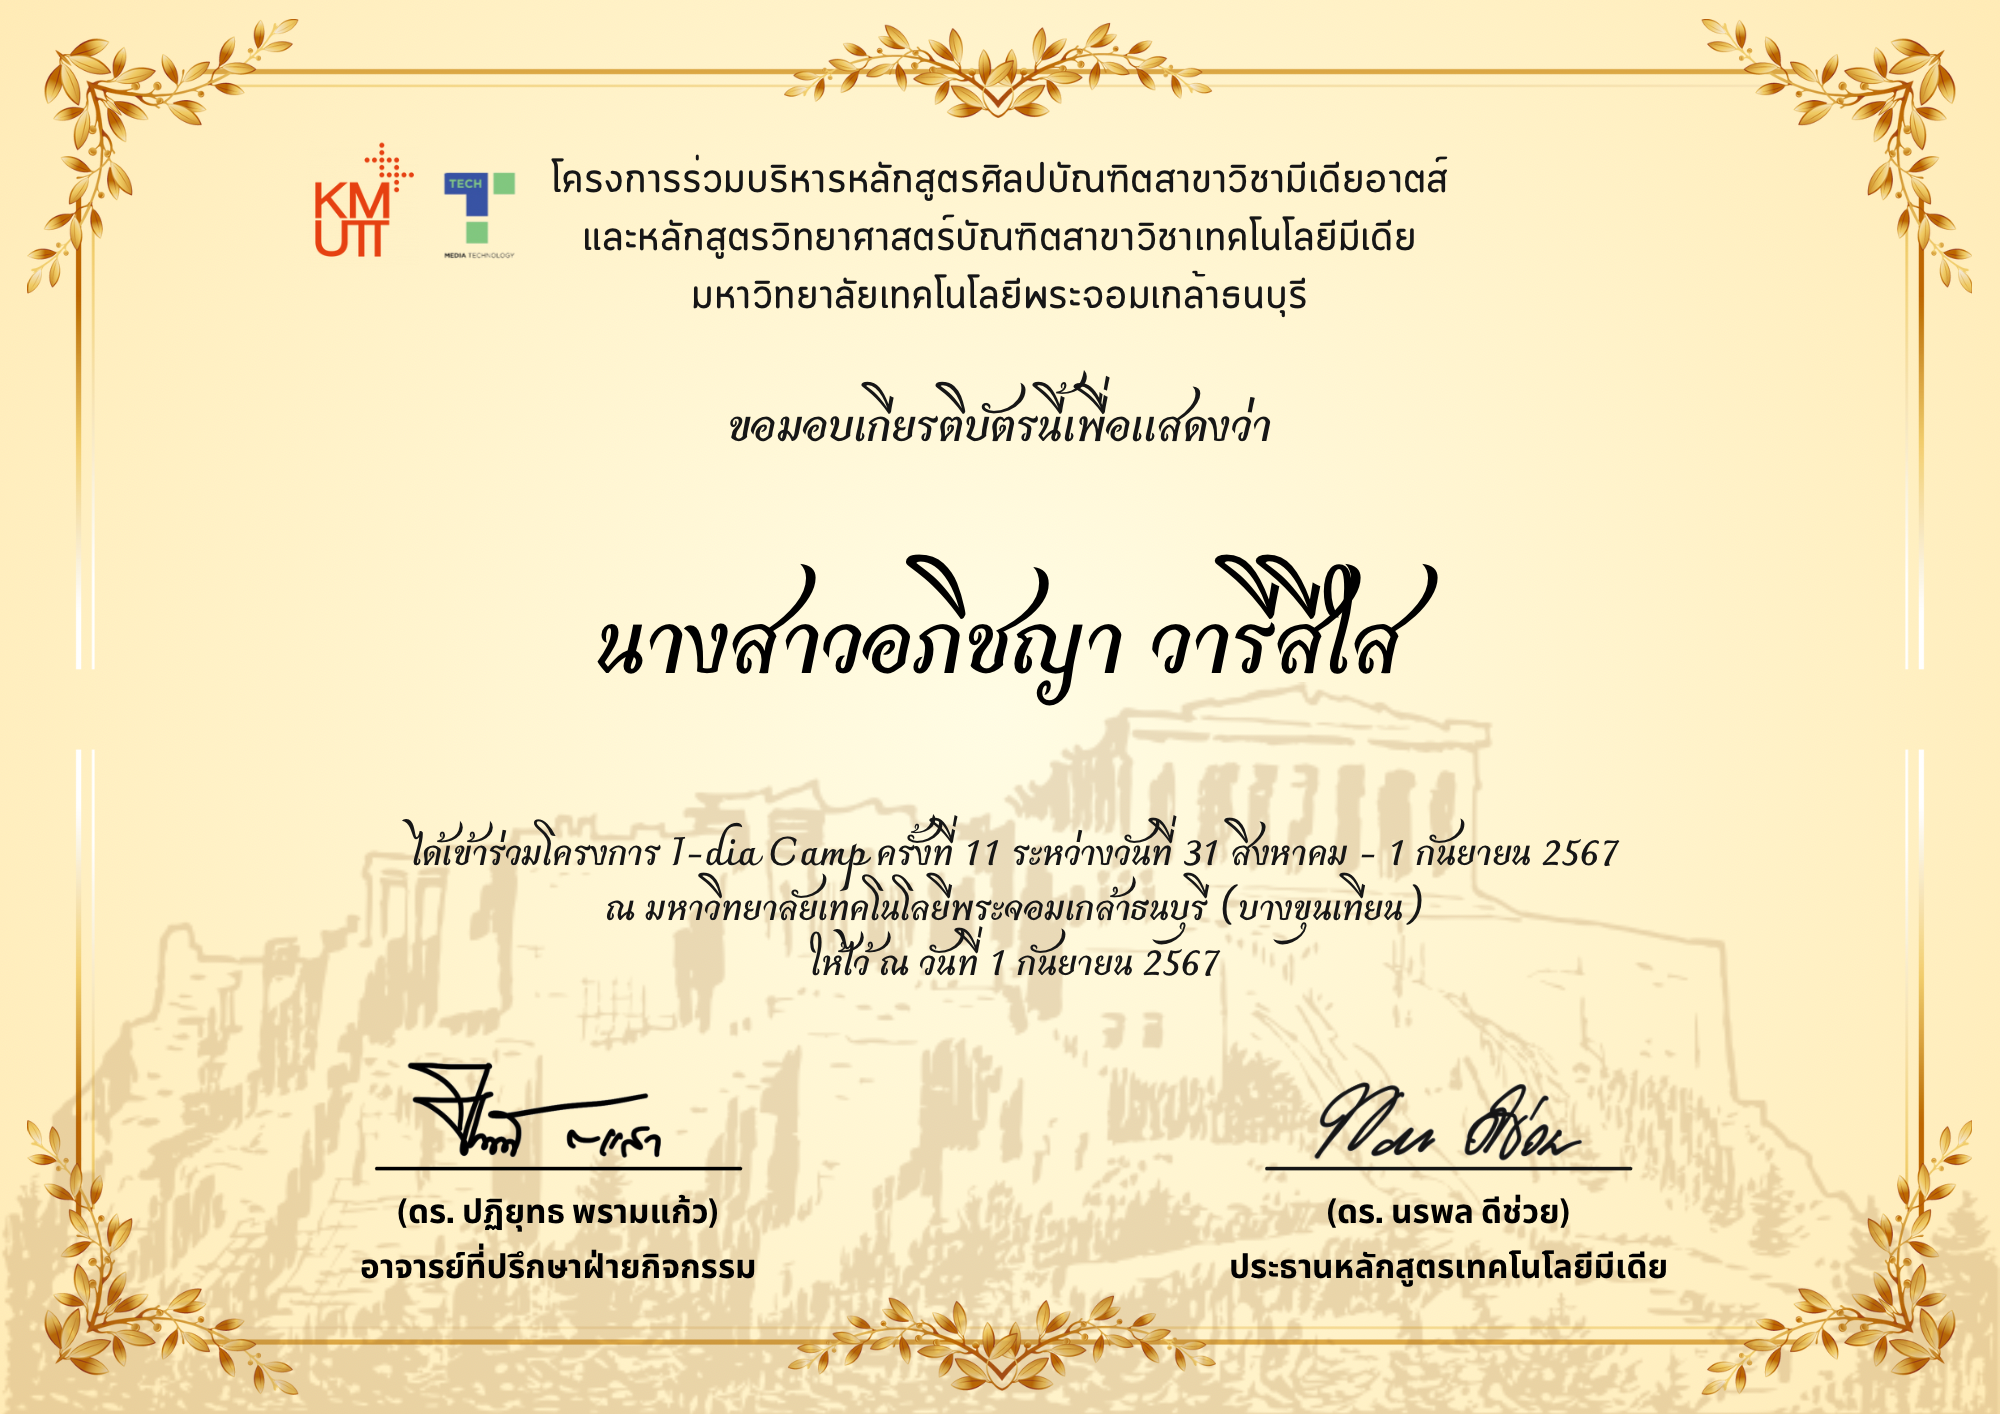 KMUTT
TECH
MEDIA TECHNOLOGY
โครงการร่วมบริหารหลักสูตรศิลปบัณฑิตสาขาวิชามีเดียอาตส์
และหลักสูตรวิทยาศาสตร์บัณฑิตสาขาวิชาเทคโนโลยีมีเดีย
มหาวิทยาลัยเทคโนโลยีพระจอมเกล้าธนบุรี
ขอมอบเกียรติบัตรนี้เพื่อแสดงว่า
นางสาวอภิชญา วารีสีใส
ได้เข้าร่วมโครงการ I-dia Camp ครั้งที่ 11 ระหว่างวันที่ 31 สิงหาคม - 1 กันยายน 2567
ณ มหาวิทยาลัยเทคโนโลยีพระจอมเกล้าธนบุรี (บางขุนเทียน)
ให้ไว้ ณ วันที่ 1 กันยายน 2567
(ดร. ปฏิยุทธ พรามแก้ว)
อาจารย์ที่ปรึกษาฝ่ายกิจกรรม
(ดร. นรพล ดีช่วย)
ประธานหลักสูตรเทคโนโลยีมีเดีย